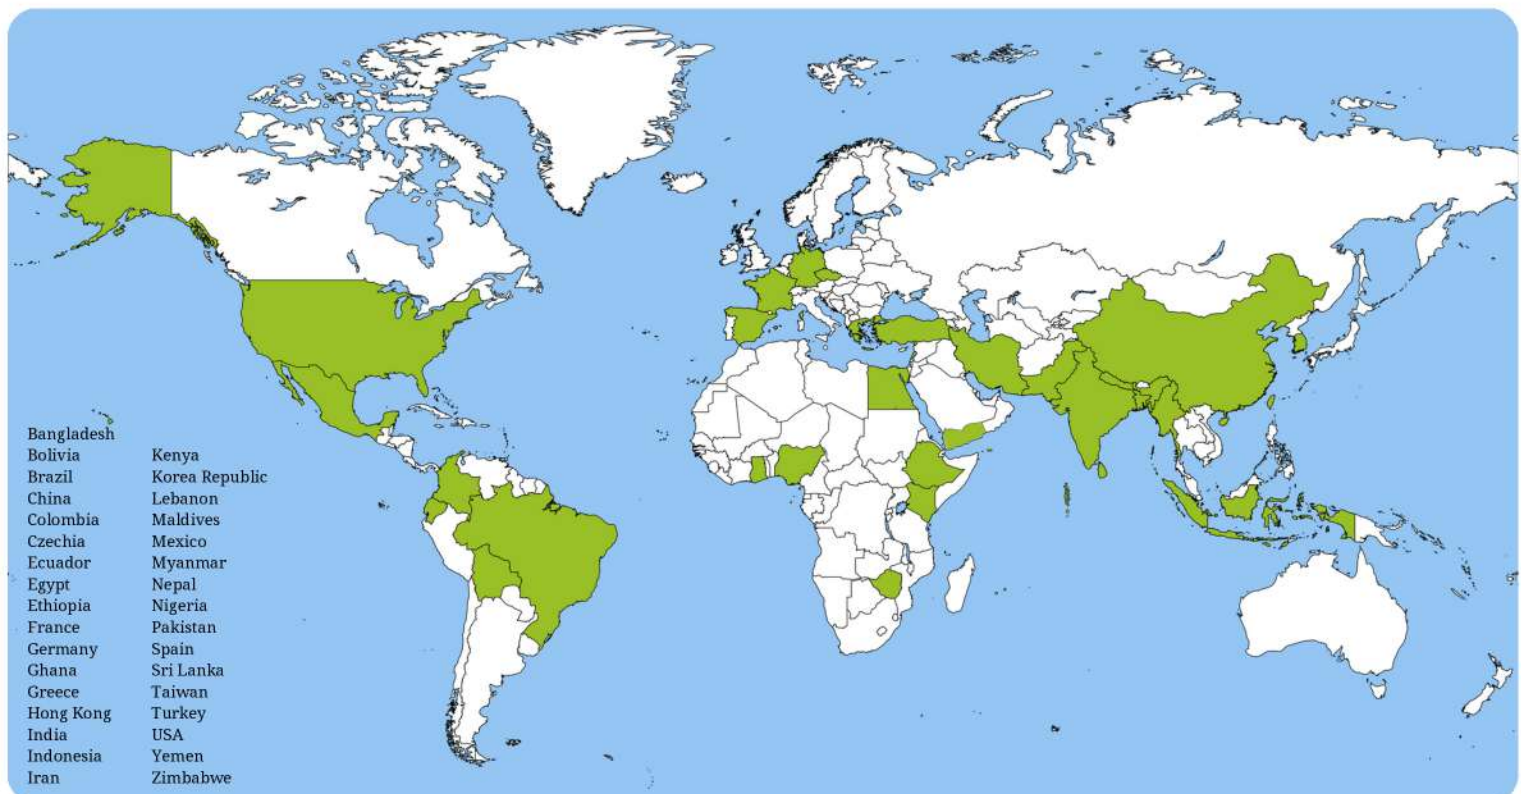 Bangladesh
Bolivia
Brazil
China
Colombia
Czechia
Ecuador
Egypt
Ethiopia
France
Germany
Ghana
Greece
Hong Kong
India
Indonesia
Iran
Kenya
Korea Republic
Lebanon
Maldives
Mexico
Myanmar
Nepal
Nigeria
Pakistan
Spain
Sri Lanka
Taiwan
Turkey
USA
Yemen
Zimbabwe